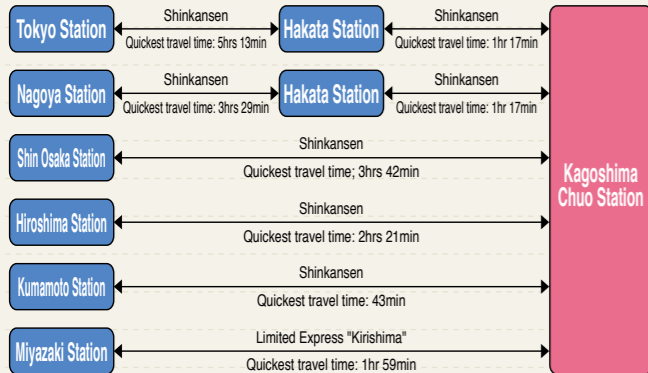 Shinkansen
Shinkansen
Tokyo Station
Hakata Station
Quickest travel time: 5hrs 13min
Quickest travel time: 1hr 17min
Shinkansen
Shinkansen
Nagoya Station
Hakata Station
Quickest travel time: 3hrs 29min
Quickest travel time: 1hr 17min
Shinkansen
Shin Osaka Station
Quickest travel time; 3hrs 42min
Kagoshima
Chuo Station
Shinkansen
Hiroshima Station
Quickest travel time: 2hrs 21min
Shinkansen
Kumamoto Station
Quickest travel time: 43min
Limited Express "Kirishima"
Miyazaki Station
Quickest travel time: 1hr 59min